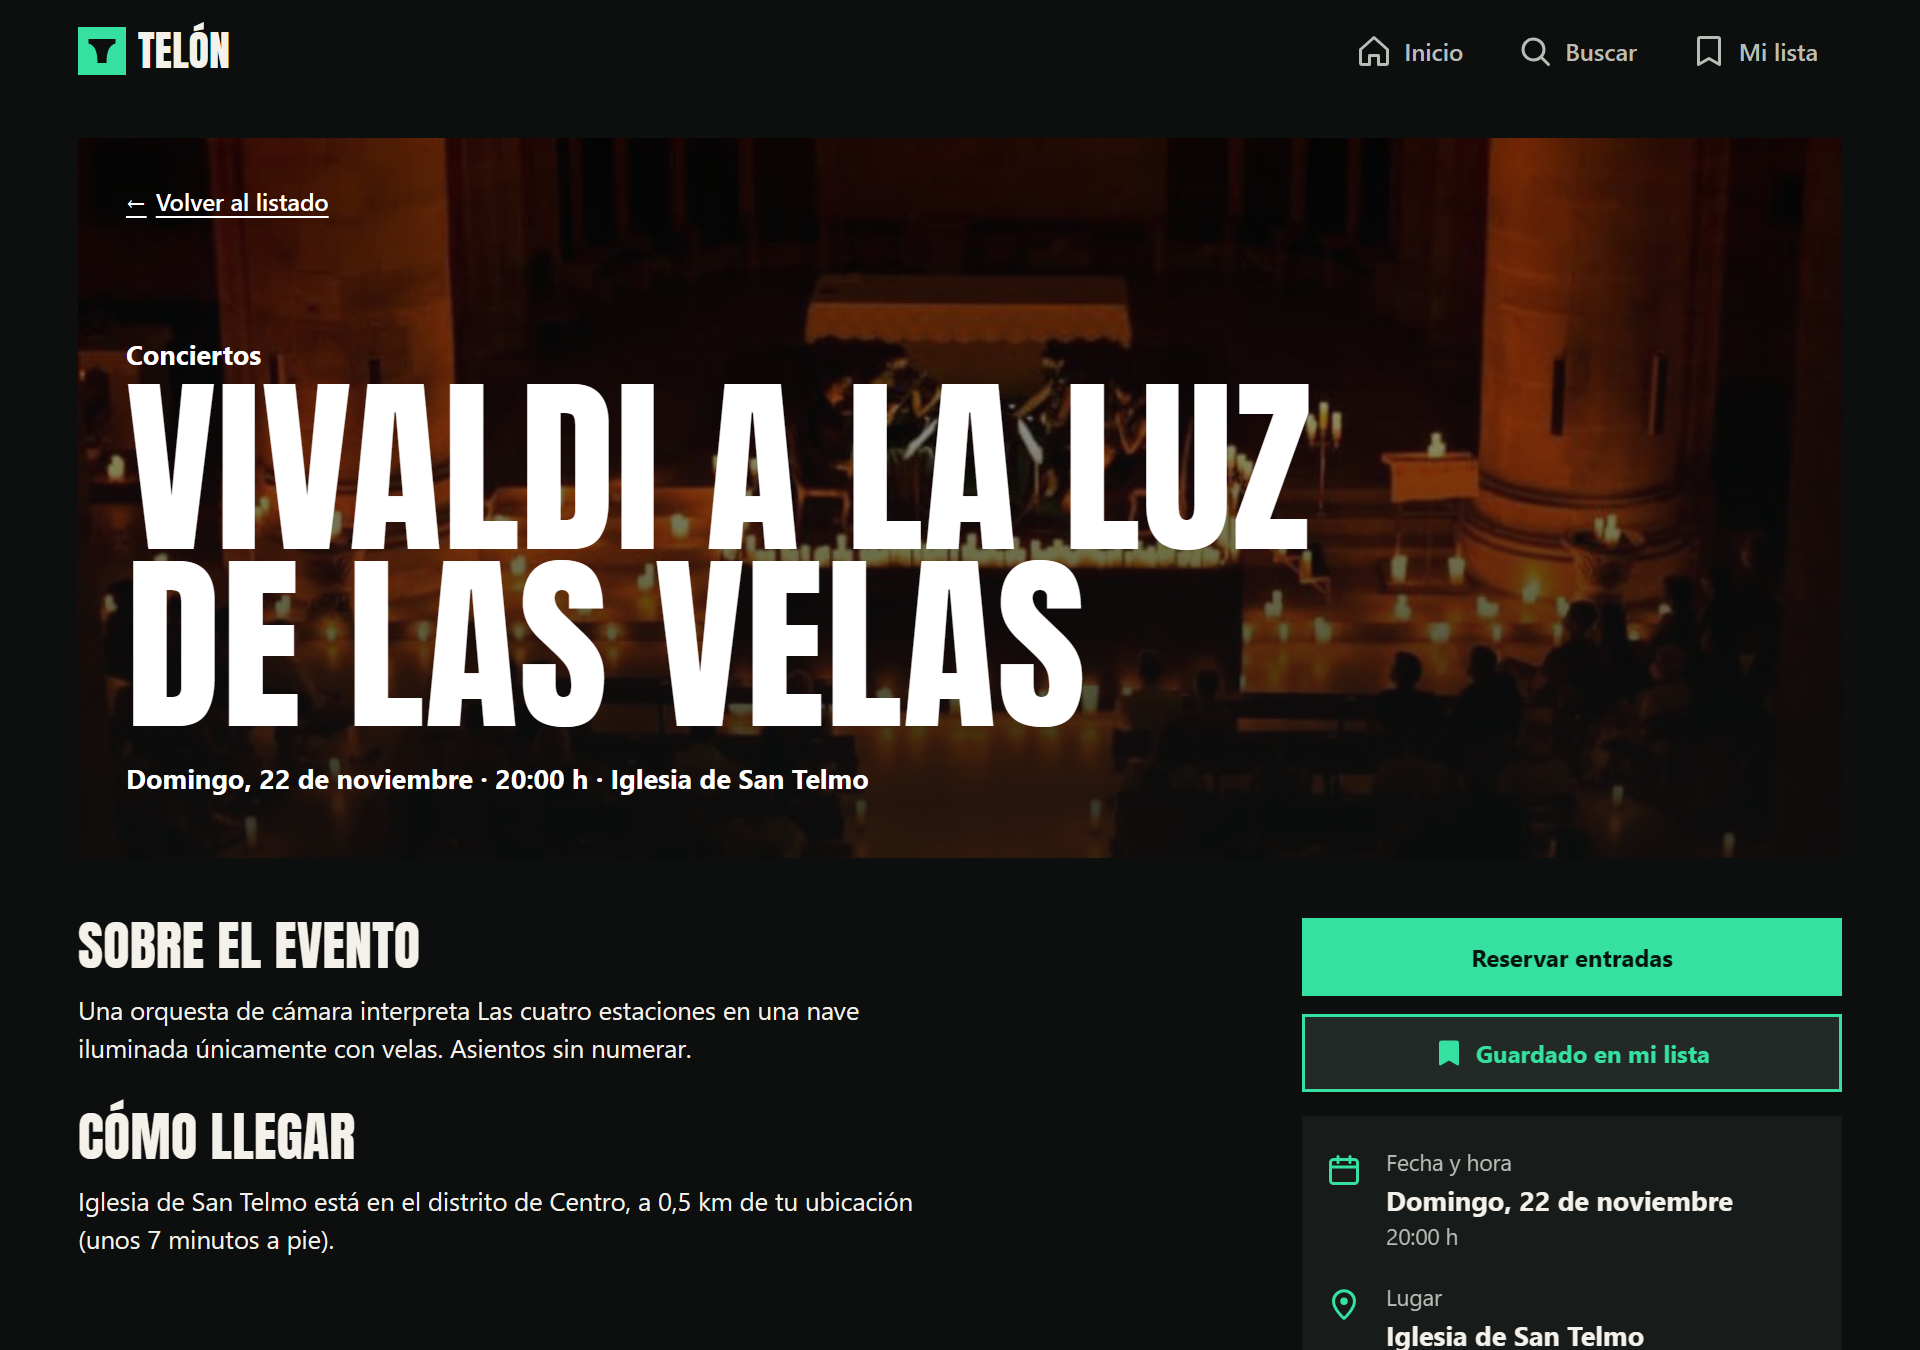 TELÓN
Inicio
Buscar
Mi lista
← Volver al listado
Conciertos
VIVALDI A LA LUZ
DE LAS VELAS
Domingo, 22 de noviembre · 20:00 h · Iglesia de San Telmo
SOBRE EL EVENTO
Una orquesta de cámara interpreta Las cuatro estaciones en una nave
iluminada únicamente con velas. Asientos sin numerar.
CÓMO LLEGAR
Iglesia de San Telmo está en el distrito de Centro, a 0,5 km de tu ubicación
(unos 7 minutos a pie).
Reservar entradas
Guardado en mi lista
Fecha y hora
Domingo, 22 de noviembre
20:00 h
Lugar
Iglesia de San Telmo